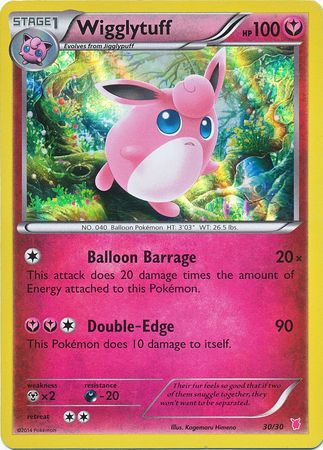 STAGE1 Wigglytuff HP100
Evolves from Jigglypuff
NO. 040 Balloon Pokémon HT: 3'03" WT: 26.5 lbs.
Balloon Barrage 20×
This attack does 20 damage times the amount of
Energy attached to this Pokémon.
Double-Edge 90
This Pokémon does 10 damage to itself.
weakness resistance
×2 -20
retreat
Their fur feels so good that if two
of them snuggle together, they
won't want to be separated.
©2014 Pokémon Illus. Kagemaru Himeno 30/30